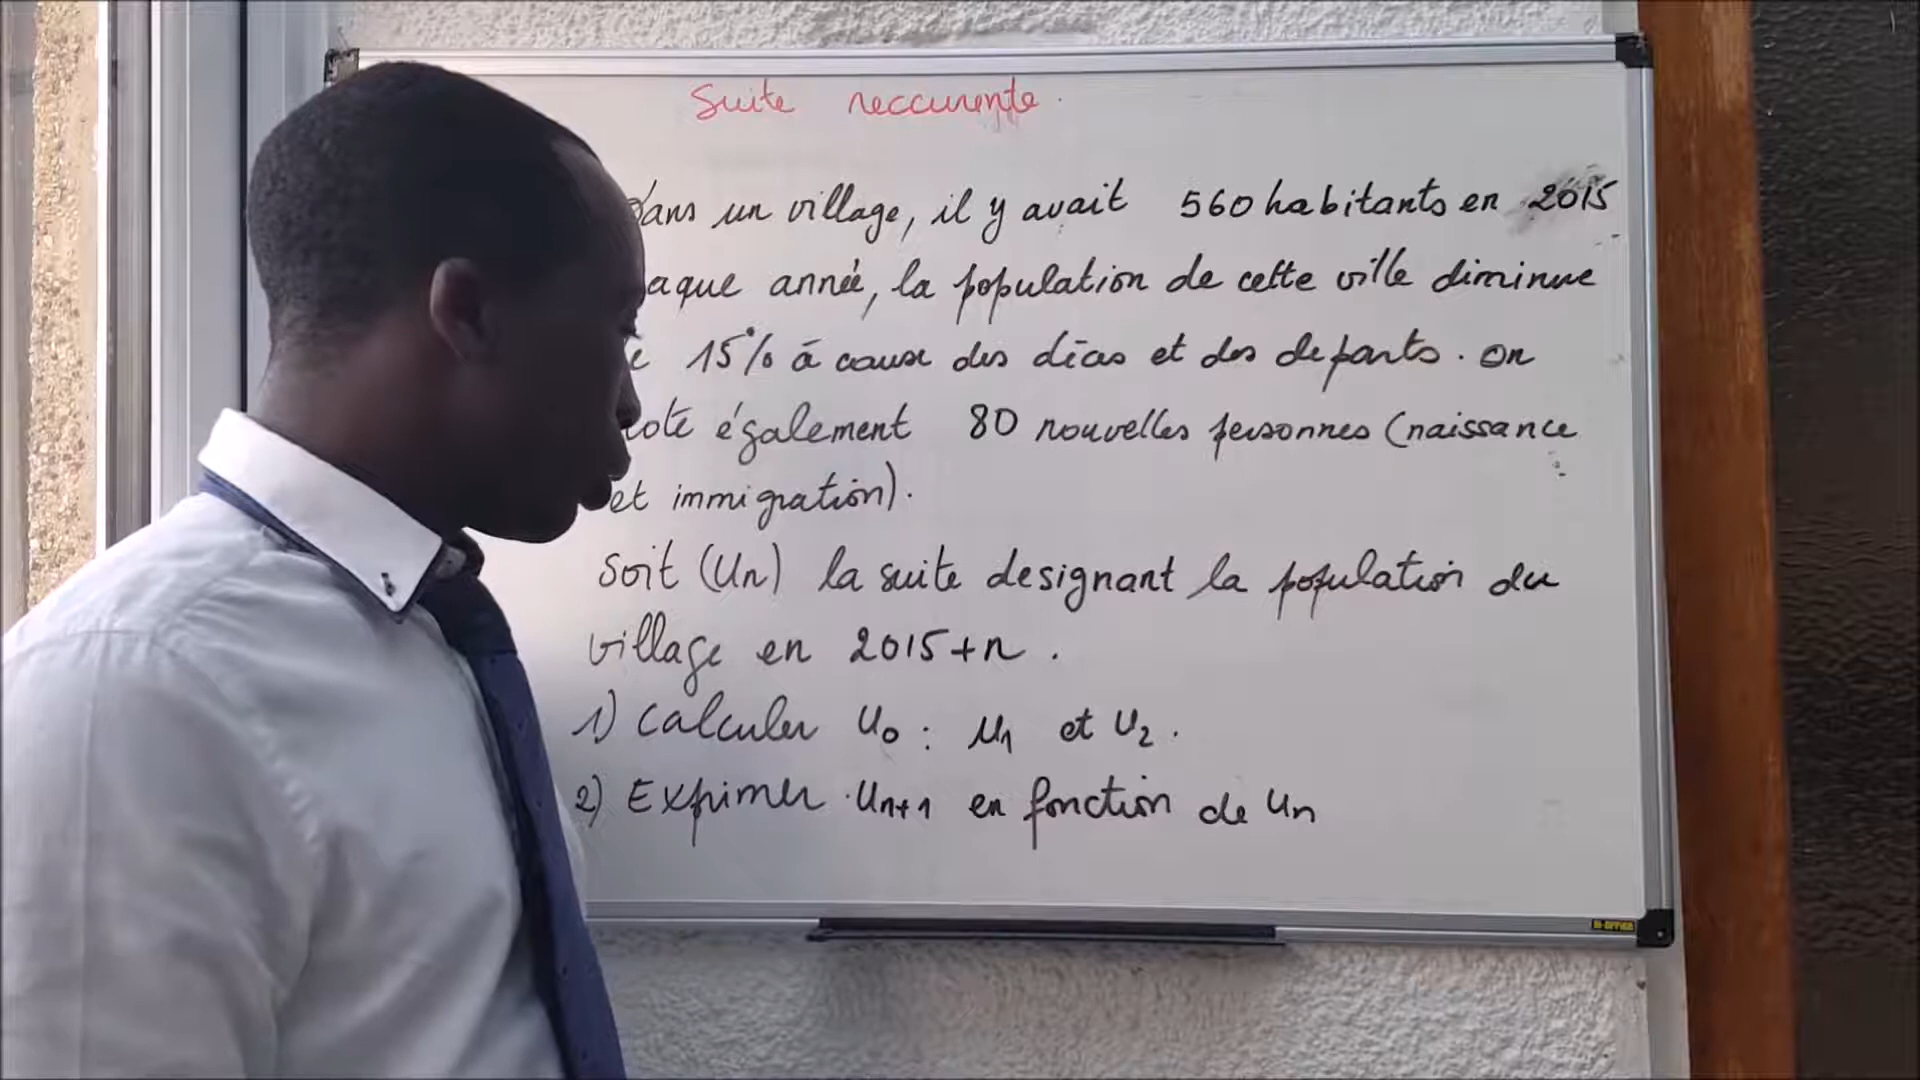 Suite reccurente.
Dans un village, il y avait 560 habitants en 2015
aque année, la population de cette ville diminue
e 15% à cause des décas et des departs. on
note également 80 nouvelles personnes (naissance
et immigration).
Soit (Un) la suite designant la population du
village en 2015+n.
1) Calculer U0 : U1 et U2.
2) Exprimer Un+1 en fonction de Un